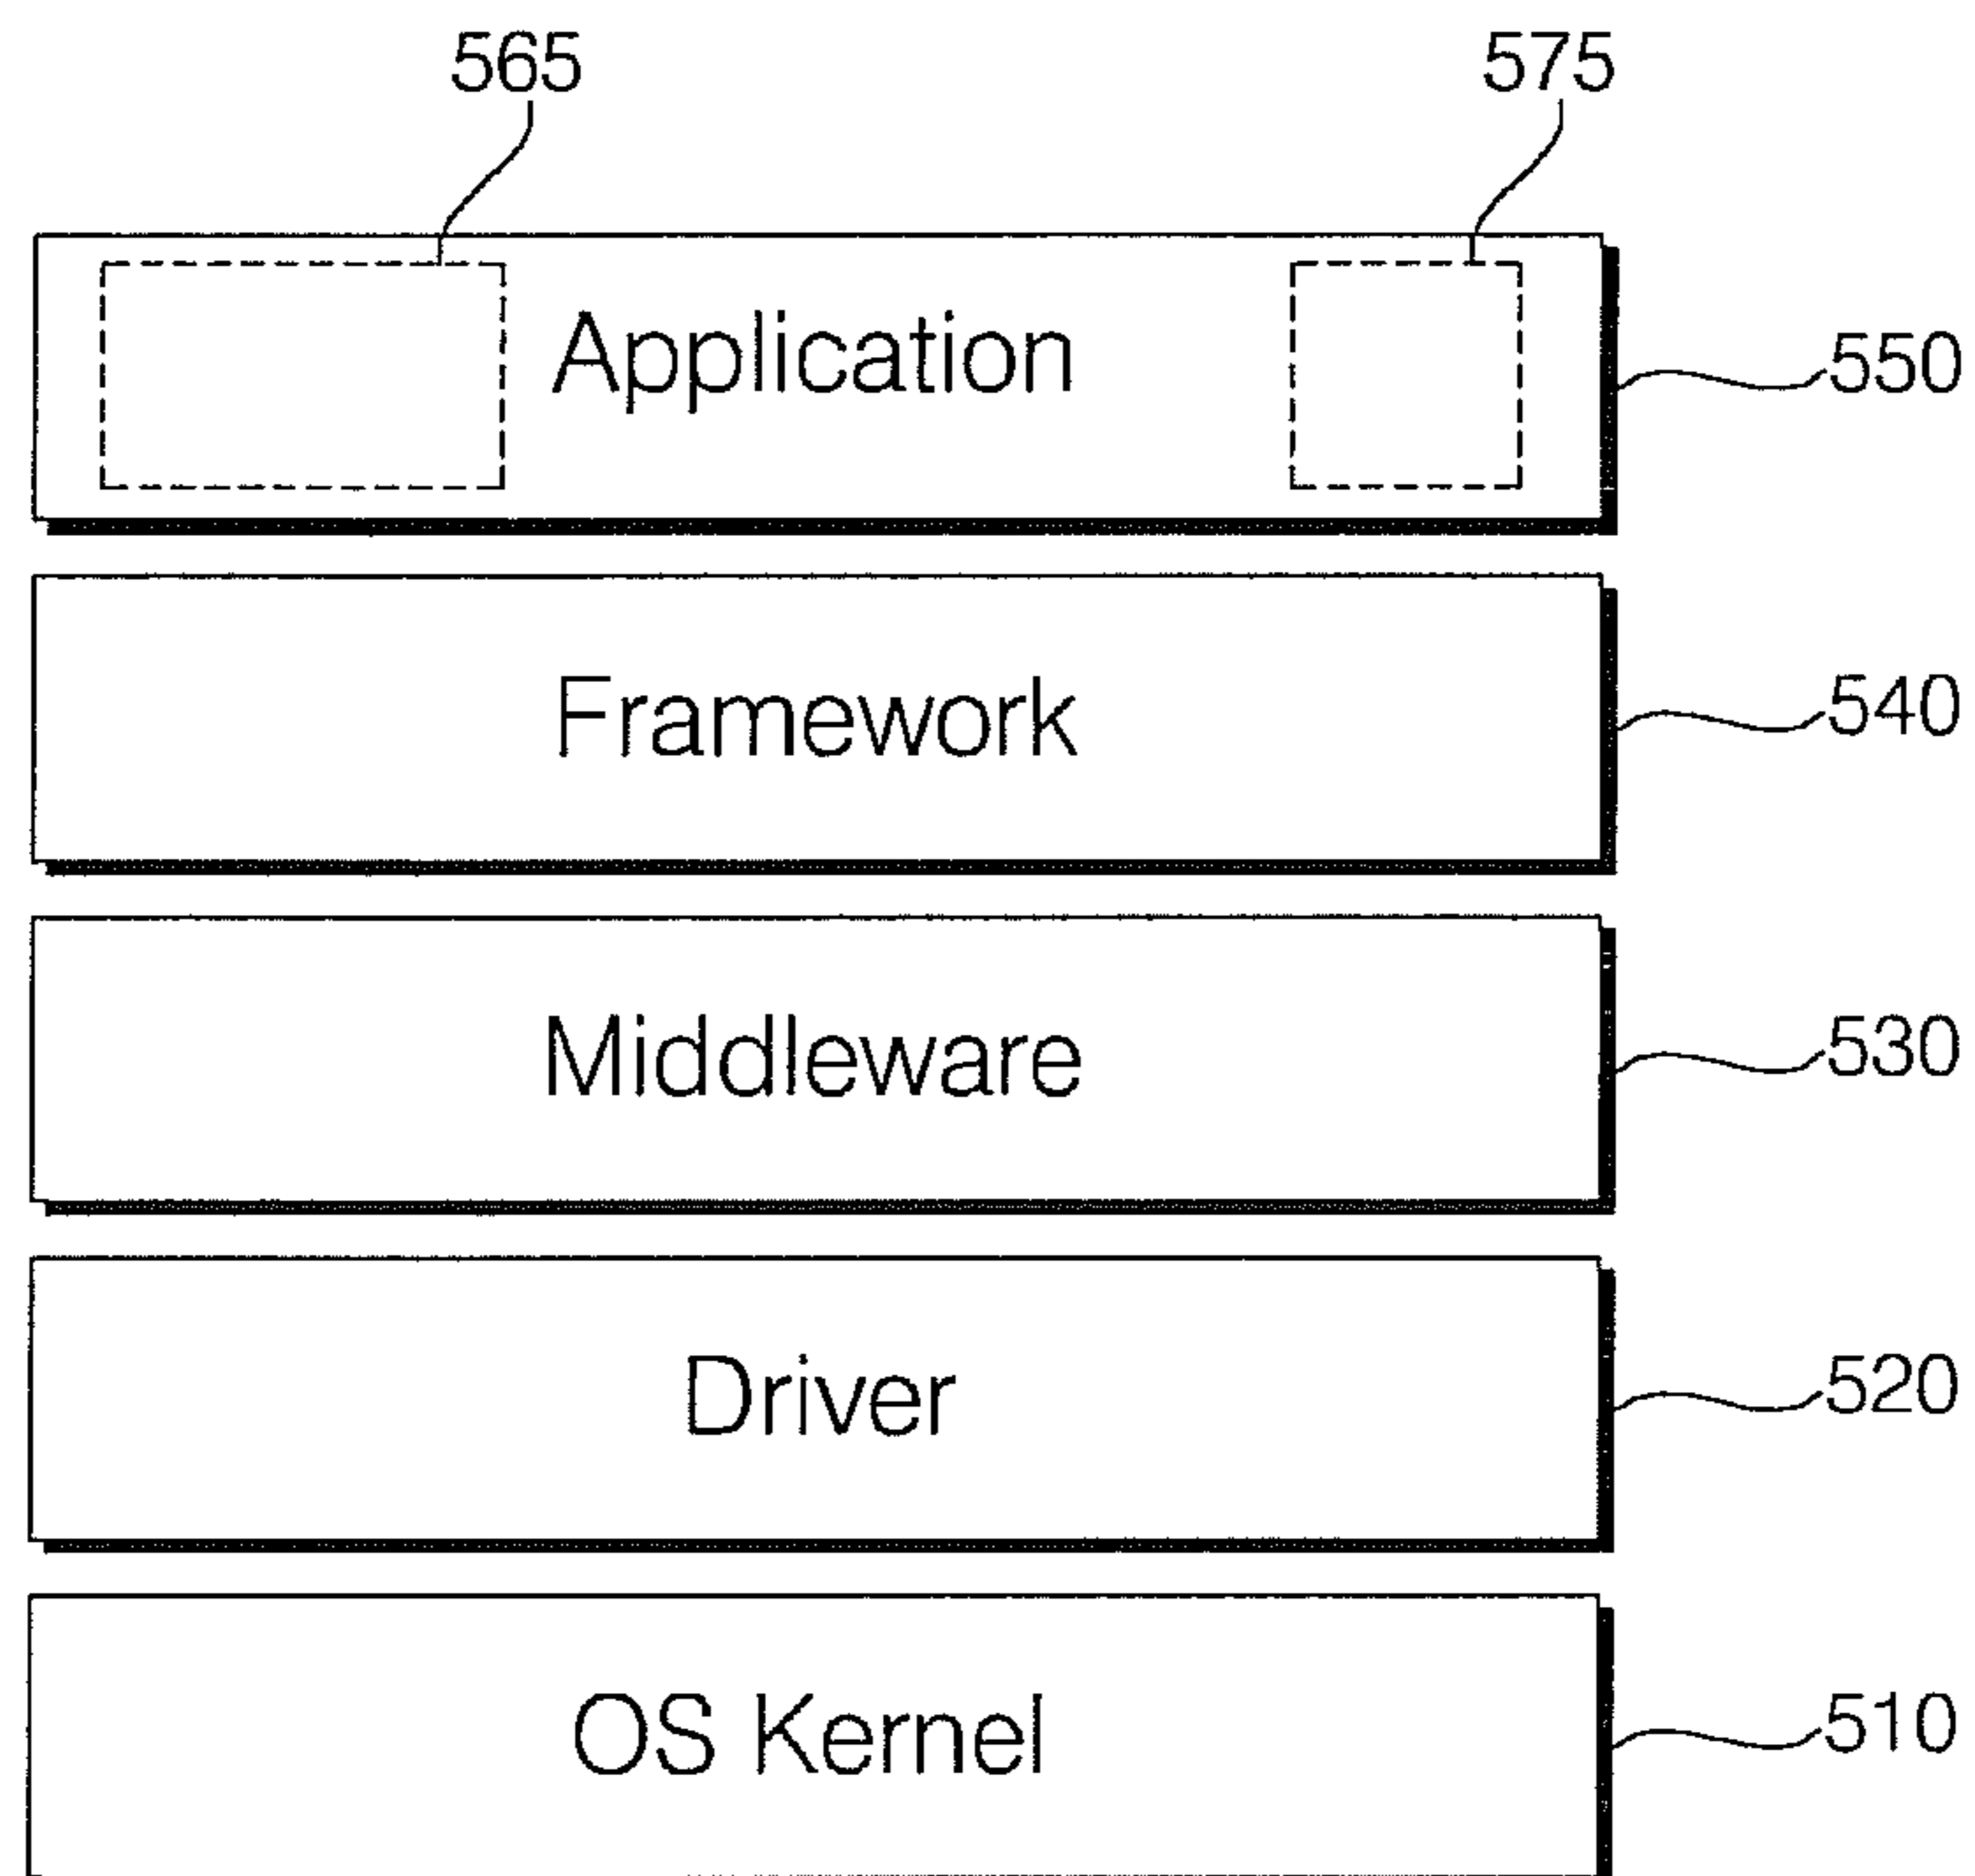 565 575
Application 550
Framework 540
Middleware 530
Driver 520
OS Kernel 510